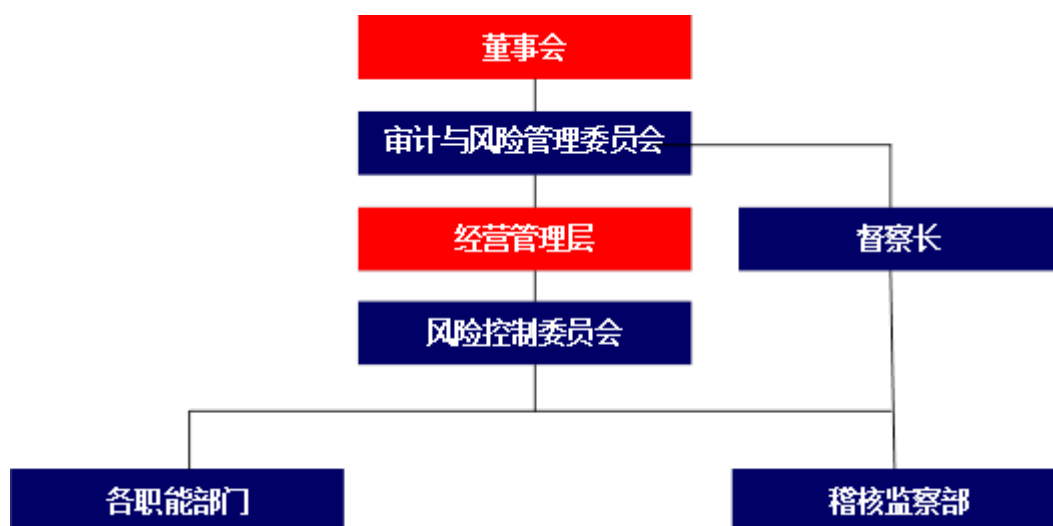 董事会
审计与风险管理委员会
经营管理层
督察长
风险控制委员会
各职能部门
稽核监察部